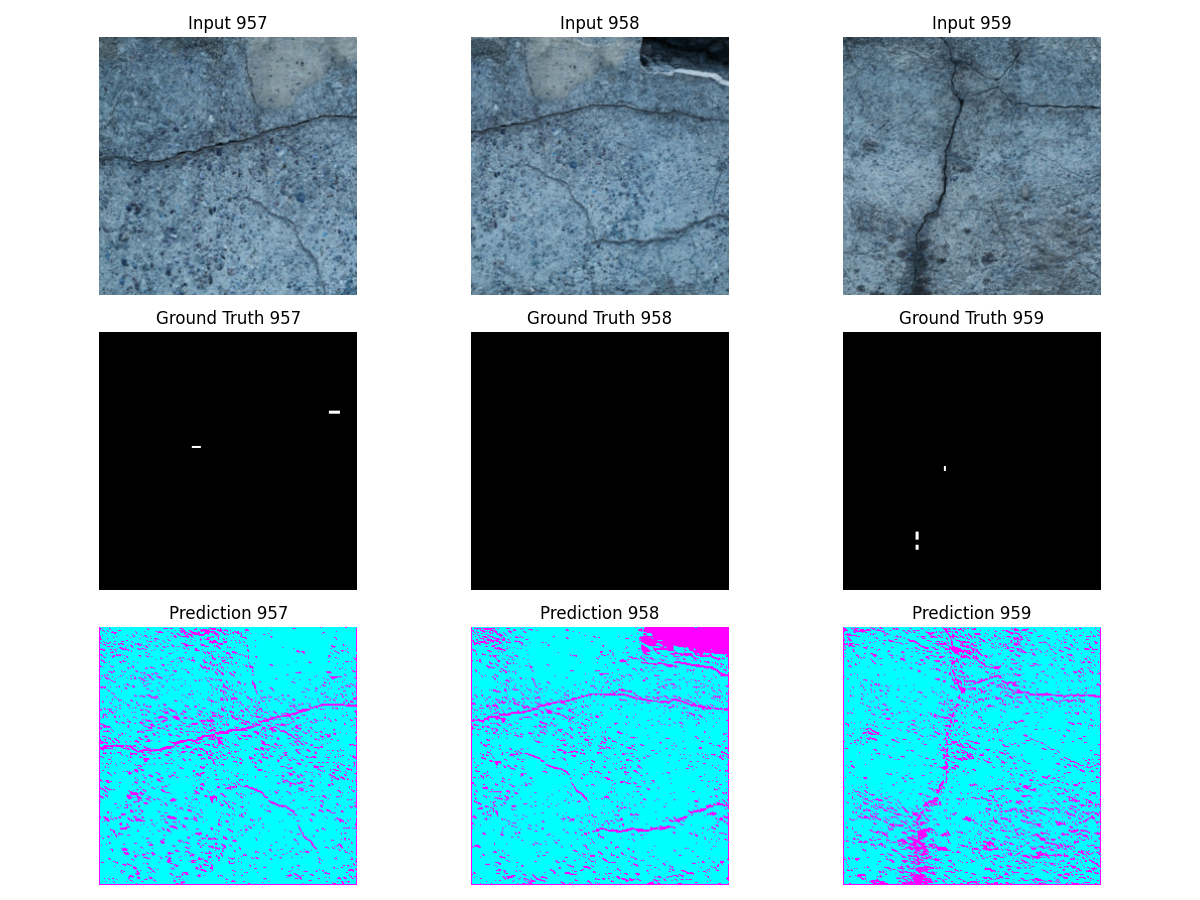 Input 957
Input 958
Input 959
Ground Truth 957
Ground Truth 958
Ground Truth 959
Prediction 957
Prediction 958
Prediction 959